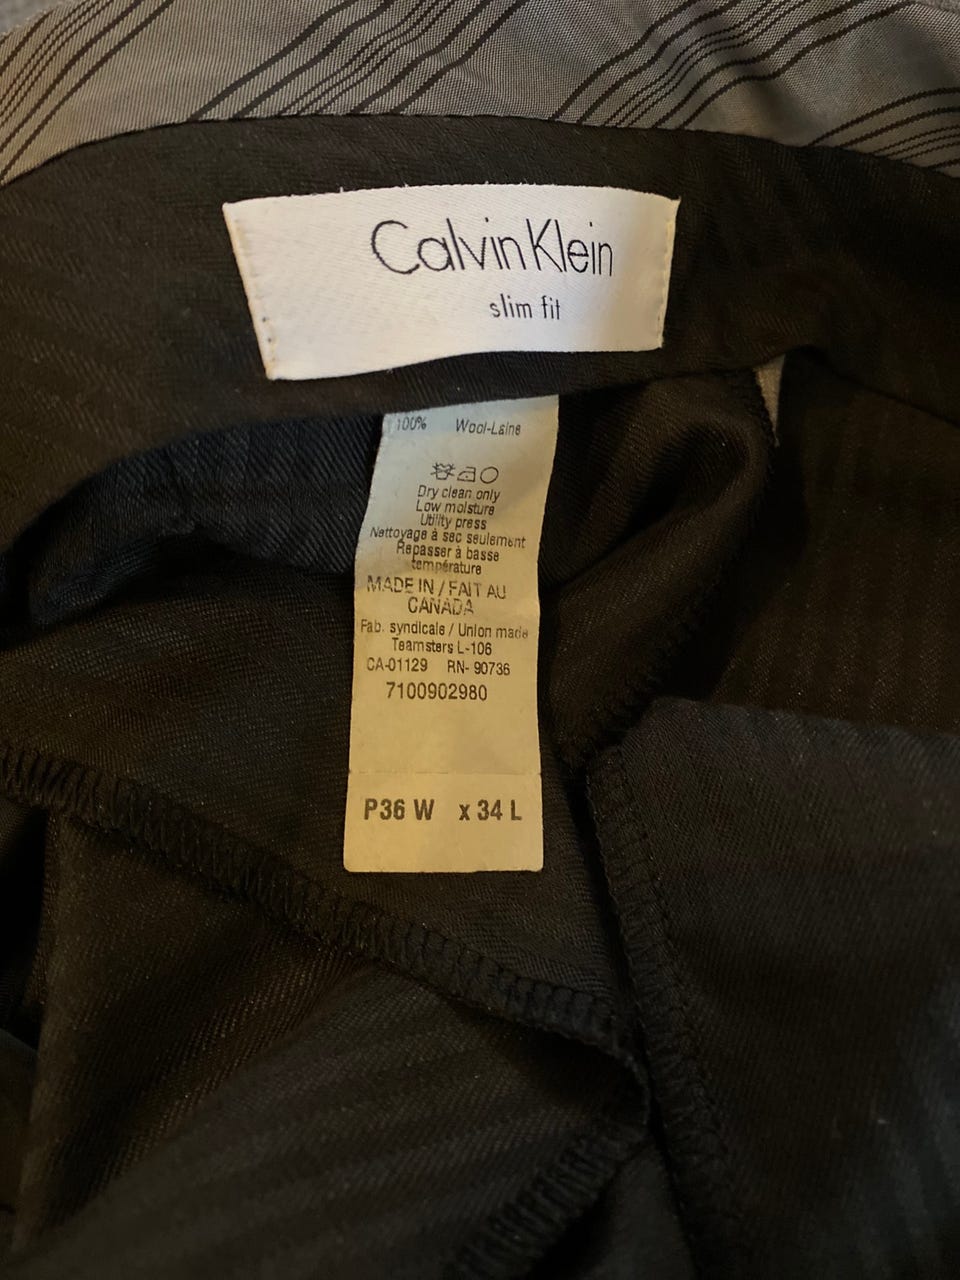 Calvin Klein
slim fit
100% Wool-Laine
Dry clean only
Low moisture
Utility press
Nettoyage à sec seulement
Repasser à basse
température
MADE IN / FAIT AU
CANADA
Fab. syndicale / Union made
Teamsters L-106
CA-01129 RN- 90736
7100902980
P36 W x 34 L